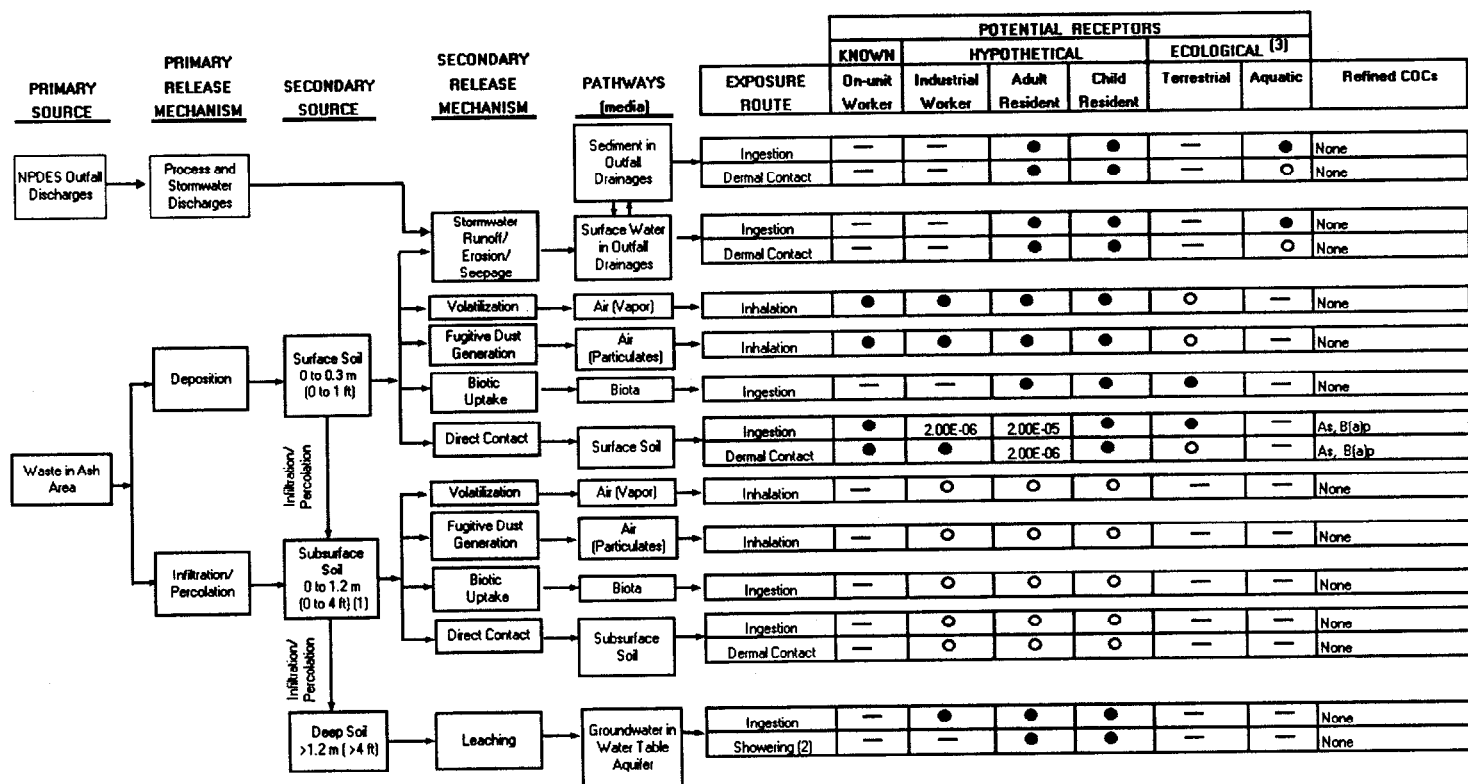 POTENTIAL RECEPTORS
KNOWN HYPOTHETICAL ECOLOGICAL (3)
PRIMARY SOURCE
PRIMARY RELEASE MECHANISM
SECONDARY SOURCE
SECONDARY RELEASE MECHANISM
PATHWAYS (media)
EXPOSURE ROUTE
On-unit Worker
Industrial Worker
Adult Resident
Child Resident
Terrestrial
Aquatic
Refined COCs
NPDES Outfall Discharges
Process and Stormwater Discharges
Sediment in Outfall Drainages
Ingestion — — ● ● — ● None
Dermal Contact — — ● ● — ○ None
Stormwater Runoff/ Erosion/ Seepage
Surface Water in Outfall Drainages
Ingestion — — ● ● — ● None
Dermal Contact — — ● ● — ○ None
Volatilization
Air (Vapor)
Inhalation ● ● ● ● ○ — None
Fugitive Dust Generation
Air (Particulates)
Inhalation ● ● ● ● ○ — None
Waste in Ash Area
Deposition
Surface Soil 0 to 0.3 m (0 to 1 ft)
Biotic Uptake
Biota
Ingestion — — ● ● ● — None
Direct Contact
Surface Soil
Ingestion ● 2.00E-06 2.00E-05 ● ● — As, B(a)p
Dermal Contact ● ● 2.00E-06 ● ○ — As, B(a)p
Infiltration/ Percolation
Volatilization
Air (Vapor)
Inhalation — ○ ○ ○ — — None
Fugitive Dust Generation
Air (Particulates)
Inhalation — ○ ○ ○ — — None
Infiltration/ Percolation
Subsurface Soil 0 to 1.2 m (0 to 4 ft) (1)
Biotic Uptake
Biota
Ingestion — ○ ○ ○ — — None
Direct Contact
Subsurface Soil
Ingestion — ○ ○ ○ — — None
Dermal Contact — ○ ○ ○ — — None
Infiltration/ Percolation
Deep Soil >1.2 m ( >4 ft)
Leaching
Groundwater in Water Table Aquifer
Ingestion — ● ● ● — — None
Showering (2) — — ● ● — — None